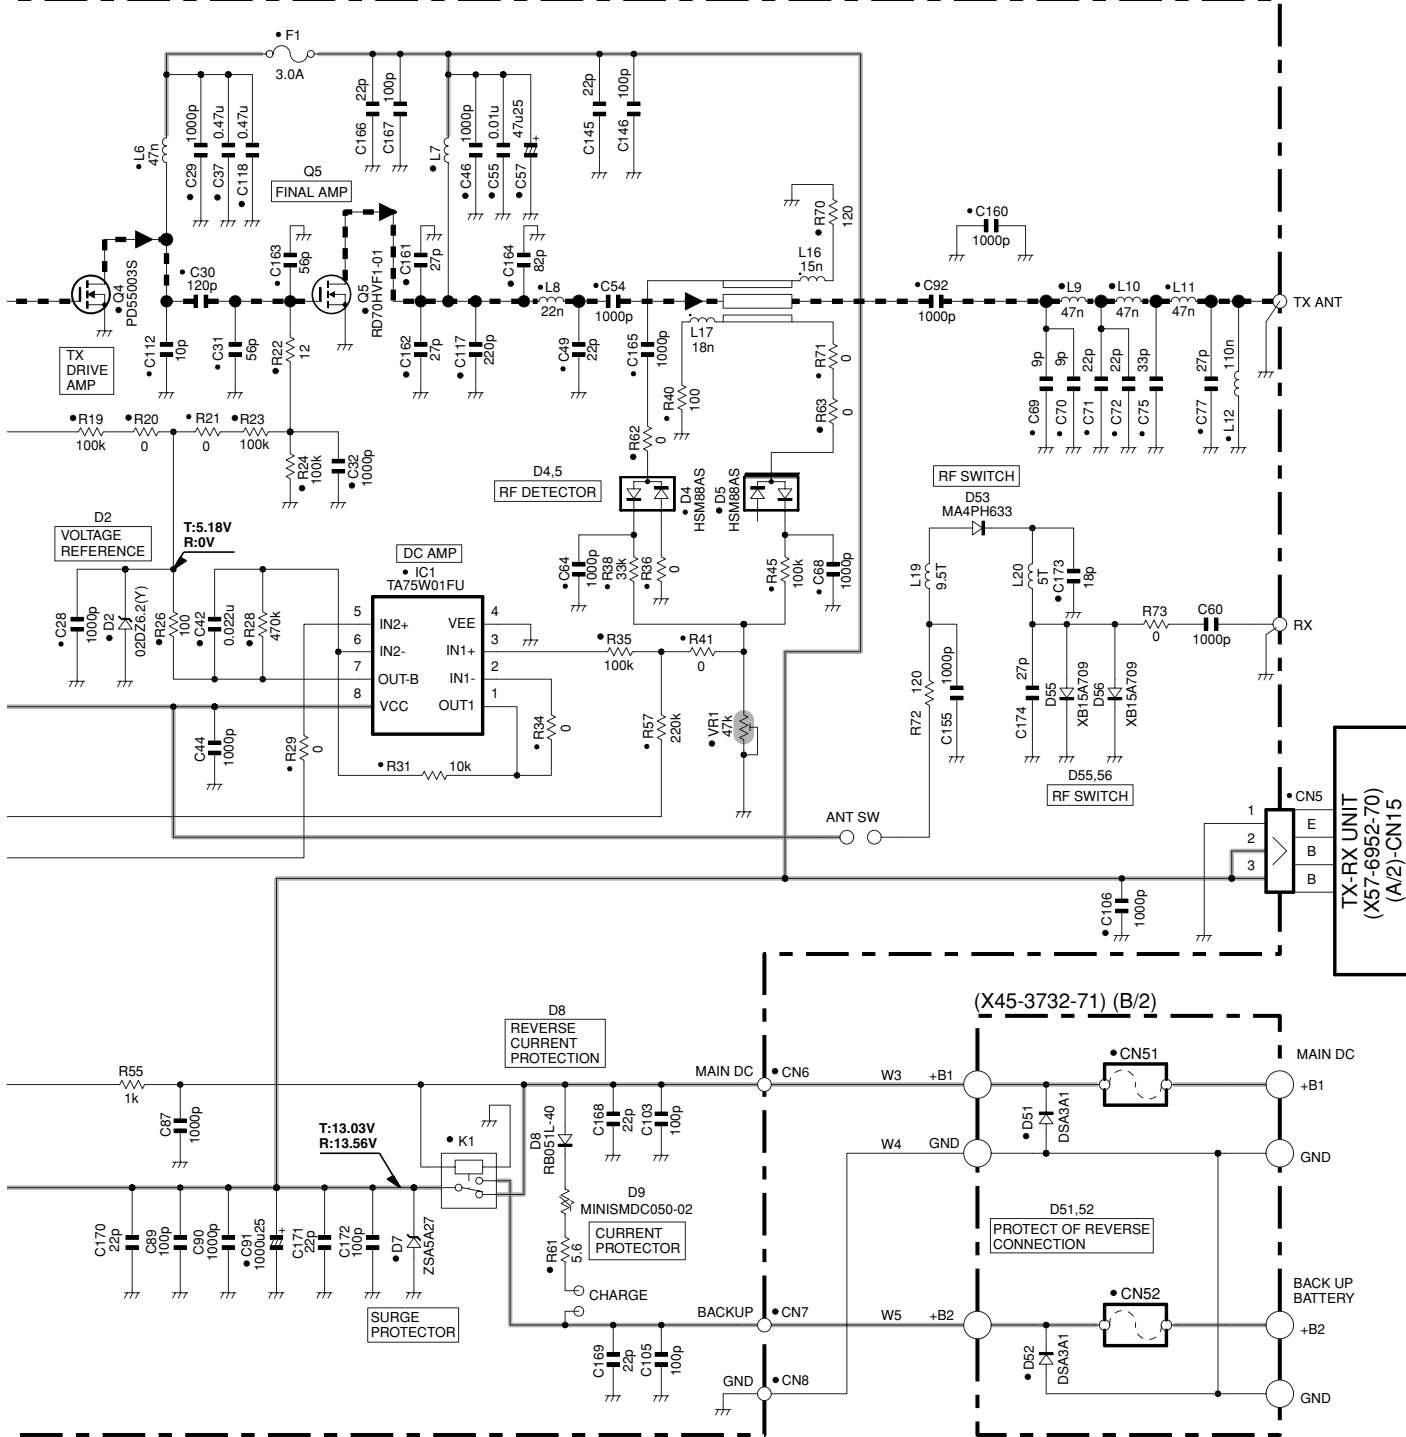 F1
3.0A
L6
47n
C29
1000p
C37
0.47u
C118
0.47u
C166
22p
C167
100p
L7
C46
1000p
C55
0.01u
C57
47u25
+
C145
22p
C146
100p
Q5
FINAL AMP
R70
120
C160
1000p
C30
120p
C163
56p
C161
27p
C164
82p
L16
15n
Q4
PD55003S
Q5
RD70HVF1-01
L8
22n
C54
1000p
C92
1000p
L9
47n
L10
47n
L11
47n
TX ANT
L17
18n
TX
DRIVE
AMP
C112
10p
C31
56p
R22
12
C162
27p
C117
220p
C49
22p
C165
1000p
R40
100
R71
0
R63
0
C69
9p
C70
9p
C71
22p
C72
22p
C75
33p
C77
27p
L12
110n
R19
100k
R20
0
R21
0
R23
100k
R62
0
R24
100k
C32
1000p
D4,5
RF DETECTOR
D4
HSM88AS
D5
HSM88AS
RF SWITCH
D53
MA4PH633
D2
VOLTAGE
REFERENCE
T:5.18V
R:0V
DC AMP
IC1
TA75W01FU
C64
1000p
R38
33k
R36
0
R45
100k
C68
1000p
L19
9.5T
L20
5T
C173
18p
C28
1000p
D2
02DZ6.2(Y)
R26
100
C42
0.022u
R28
470k
5
IN2+
6
IN2-
7
OUT-B
8
VCC
VEE
4
IN1+
3
IN1-
2
OUT1
1
R35
100k
R41
0
R73
0
C60
1000p
RX
C44
1000p
R29
0
R34
0
R57
220k
VR1
47k
R72
120
C155
1000p
C174
27p
D55
XB15A709
D56
XB15A709
R31
10k
D55,56
RF SWITCH
ANT SW
CN5
1
E
2
B
3
B
TX-RX UNIT
(X57-6952-70)
(A/2)-CN15
C106
1000p
(X45-3732-71) (B/2)
D8
REVERSE
CURRENT
PROTECTION
MAIN DC
CN6
W3
+B1
CN51
MAIN DC
+B1
R55
1k
C87
1000p
T:13.03V
R:13.56V
K1
D8
RB051L-40
C168
22p
C103
100p
D51
DSA3A1
W4
GND
GND
D9
MINISMDC050-02
CURRENT
PROTECTOR
D51,52
PROTECT OF REVERSE
CONNECTION
C170
22p
C89
100p
C90
1000p
C91
1000u25
+
C171
22p
C172
100p
D7
ZSA5A27
R61
5.6
CHARGE
SURGE
PROTECTOR
BACKUP
CN7
W5
+B2
CN52
BACK UP
BATTERY
+B2
C169
22p
C105
100p
D52
DSA3A1
GND
CN8
GND